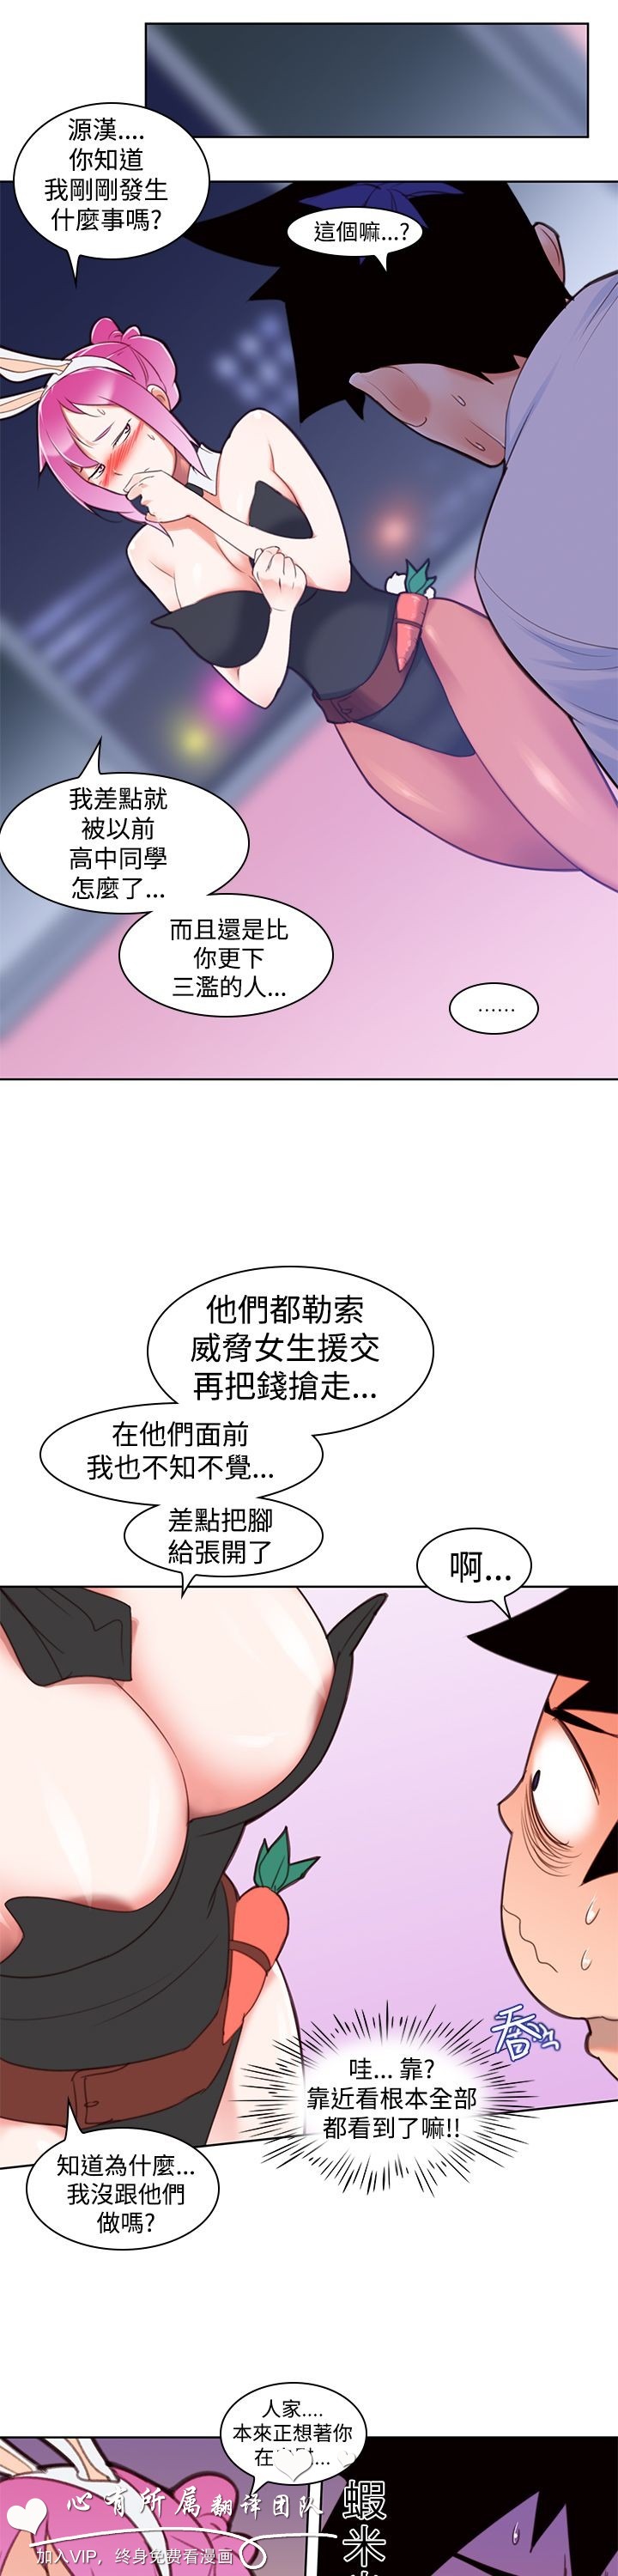 源漢....
你知道
我剛剛發生
什麼事嗎?
這個嘛...?
我差點就
被以前
高中同學
怎麼了...
而且還是比
你更下
三濫的人...
......
他們都勒索
威脅女生援交
再把錢搶走...
在他們面前
我也不知不覺...
差點把腳
給張開了
啊...
喬
哇... 靠?
靠近看根本全部
都看到了嘛!!
知道為什麼...
我沒跟他們
做嗎?
人家....
本來正想著你
在
蝦米
心有所属翻译团队
加入VIP，终身免费看漫画